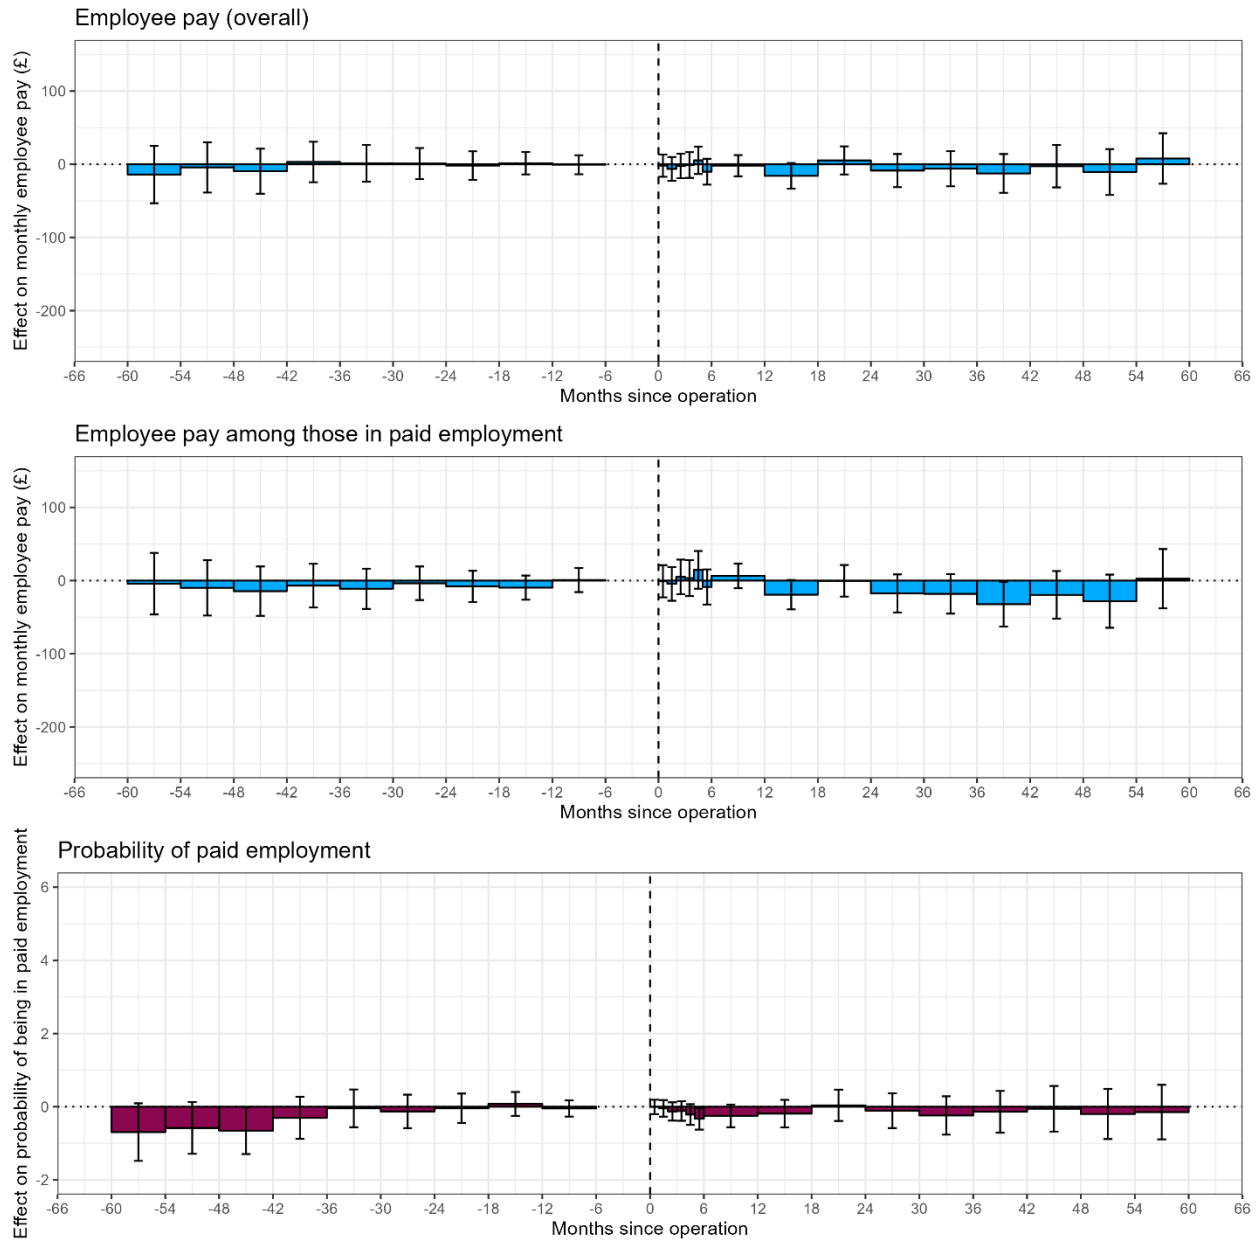 Employee pay (overall)
Effect on monthly employee pay (£)
100
0
-100
-200
-66 -60 -54 -48 -42 -36 -30 -24 -18 -12 -6 0 6 12 18 24 30 36 42 48 54 60 66
Months since operation
Employee pay among those in paid employment
Effect on monthly employee pay (£)
100
0
-100
-200
-66 -60 -54 -48 -42 -36 -30 -24 -18 -12 -6 0 6 12 18 24 30 36 42 48 54 60 66
Months since operation
Probability of paid employment
Effect on probability of being in paid employment
6
4
2
0
-2
-66 -60 -54 -48 -42 -36 -30 -24 -18 -12 -6 0 6 12 18 24 30 36 42 48 54 60 66
Months since operation